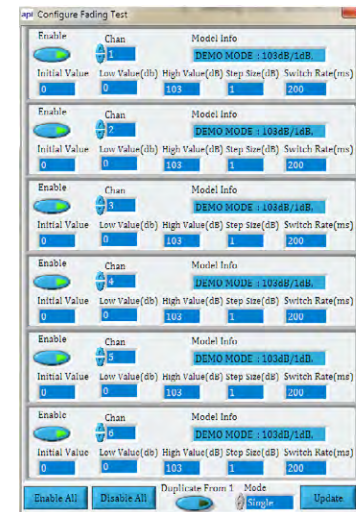 api Configure Fading Test
Enable Chan Model Info
1 DEMO MODE : 103dB/1dB,
Initial Value Low Value(db) High Value(dB) Step Size(dB) Switch Rate(ms)
0 0 103 1 200
Enable Chan Model Info
2 DEMO MODE : 103dB/1dB,
Initial Value Low Value(db) High Value(dB) Step Size(dB) Switch Rate(ms)
0 0 103 1 200
Enable Chan Model Info
3 DEMO MODE : 103dB/1dB,
Initial Value Low Value(db) High Value(dB) Step Size(dB) Switch Rate(ms)
0 0 103 1 200
Enable Chan Model Info
4 DEMO MODE : 103dB/1dB,
Initial Value Low Value(db) High Value(dB) Step Size(dB) Switch Rate(ms)
0 0 103 1 200
Enable Chan Model Info
5 DEMO MODE : 103dB/1dB,
Initial Value Low Value(db) High Value(dB) Step Size(dB) Switch Rate(ms)
0 0 103 1 200
Enable Chan Model Info
6 DEMO MODE : 103dB/1dB,
Initial Value Low Value(db) High Value(dB) Step Size(dB) Switch Rate(ms)
0 0 103 1 200
Duplicate From 1 Mode
Enable All Disable All Single Update